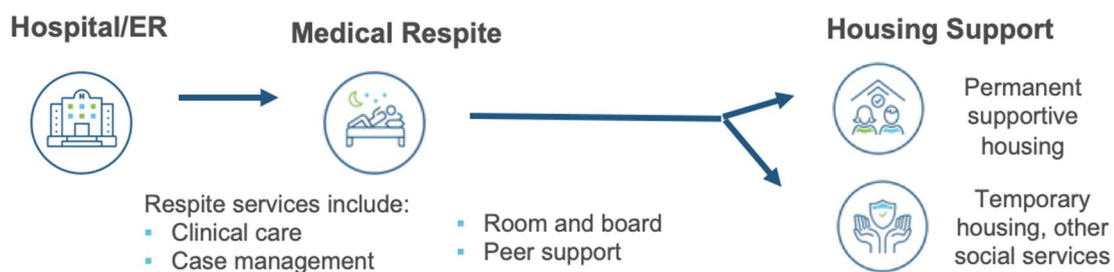 Hospital/ER
Medical Respite
Housing Support
H
Permanent
supportive
housing
Respite services include:
▪ Clinical care
▪ Case management
▪ Room and board
▪ Peer support
Temporary
housing, other
social services